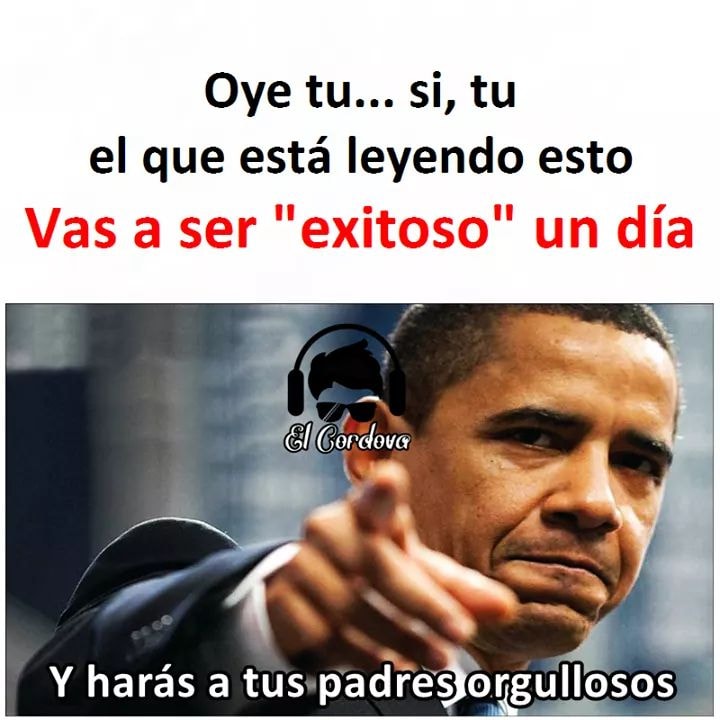 Oye tu... si, tu
el que está leyendo esto
Vas a ser "exitoso" un día
El Cordova
Y harás a tus padres orgullosos